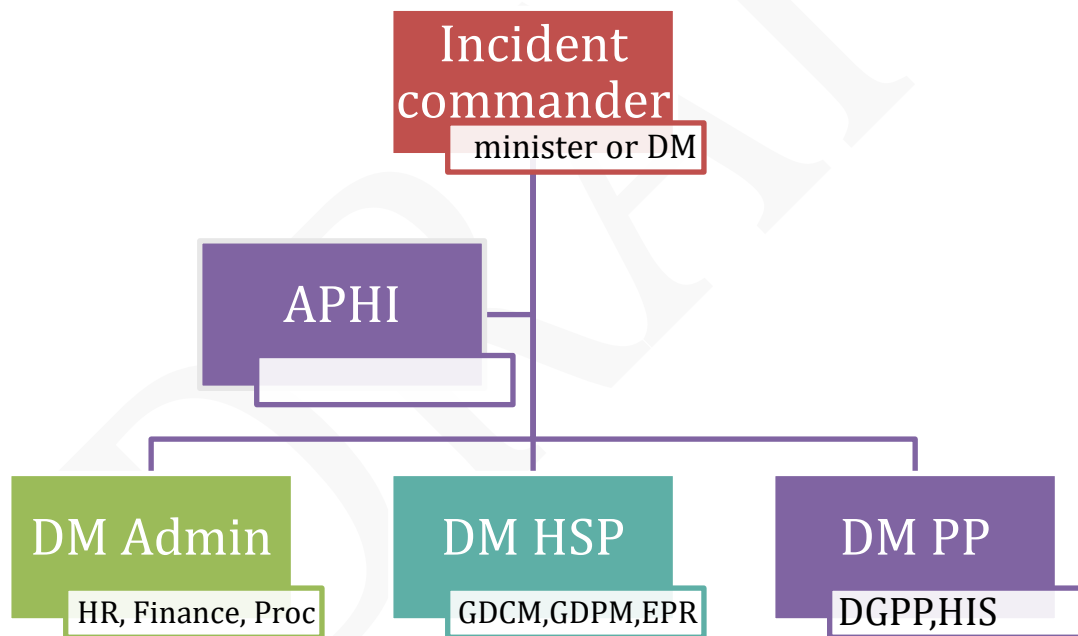 Incident
commander
minister or DM
APHI
DM Admin
HR, Finance, Proc
DM HSP
GDCM,GDPM,EPR
DM PP
DGPP,HIS
DRAFT